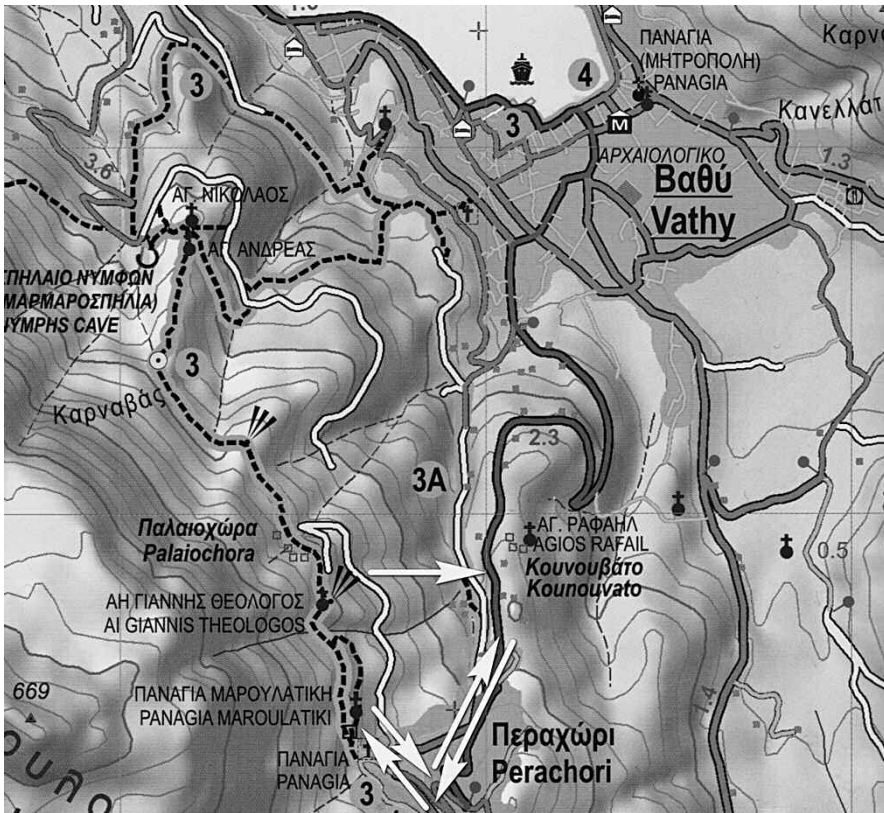 3
ΠΑΝΑΓΙΑ
(ΜΗΤΡΟΠΟΛΗ)
PANAGIA
4
3
M
ΑΡΧΑΙΟΛΟΓΙΚΟ
Κανελλάτ
1.3
Βαθύ
Vathy
3.6
ΑΓ. ΝΙΚΟΛΑΟΣ
ΑΓ. ΑΝΔΡΕΑΣ
ΠΗΛΑΙΟ ΝΥΜΦΩΝ
ΜΑΡΜΑΡΟΣΠΗΛΙΑ)
NYMPHS CAVE
3
Καρναβάς
2.3
3A
Παλαιοχώρα
Palaiochora
ΑΓ. ΡΑΦΑΗΛ
AGIOS RAFAIL
Κουνουβάτο
Kounouvato
0.5
ΑΗ ΓΙΑΝΝΗΣ ΘΕΟΛΟΓΟΣ
AI GIANNIS THEOLOGOS
669
ΠΑΝΑΓΙΑ ΜΑΡΟΥΛΑΤΙΚΗ
PANAGIA MAROULATIKI
1.4
Περαχώρι
Perachori
ΠΑΝΑΓΙΑ
PANAGIA
3